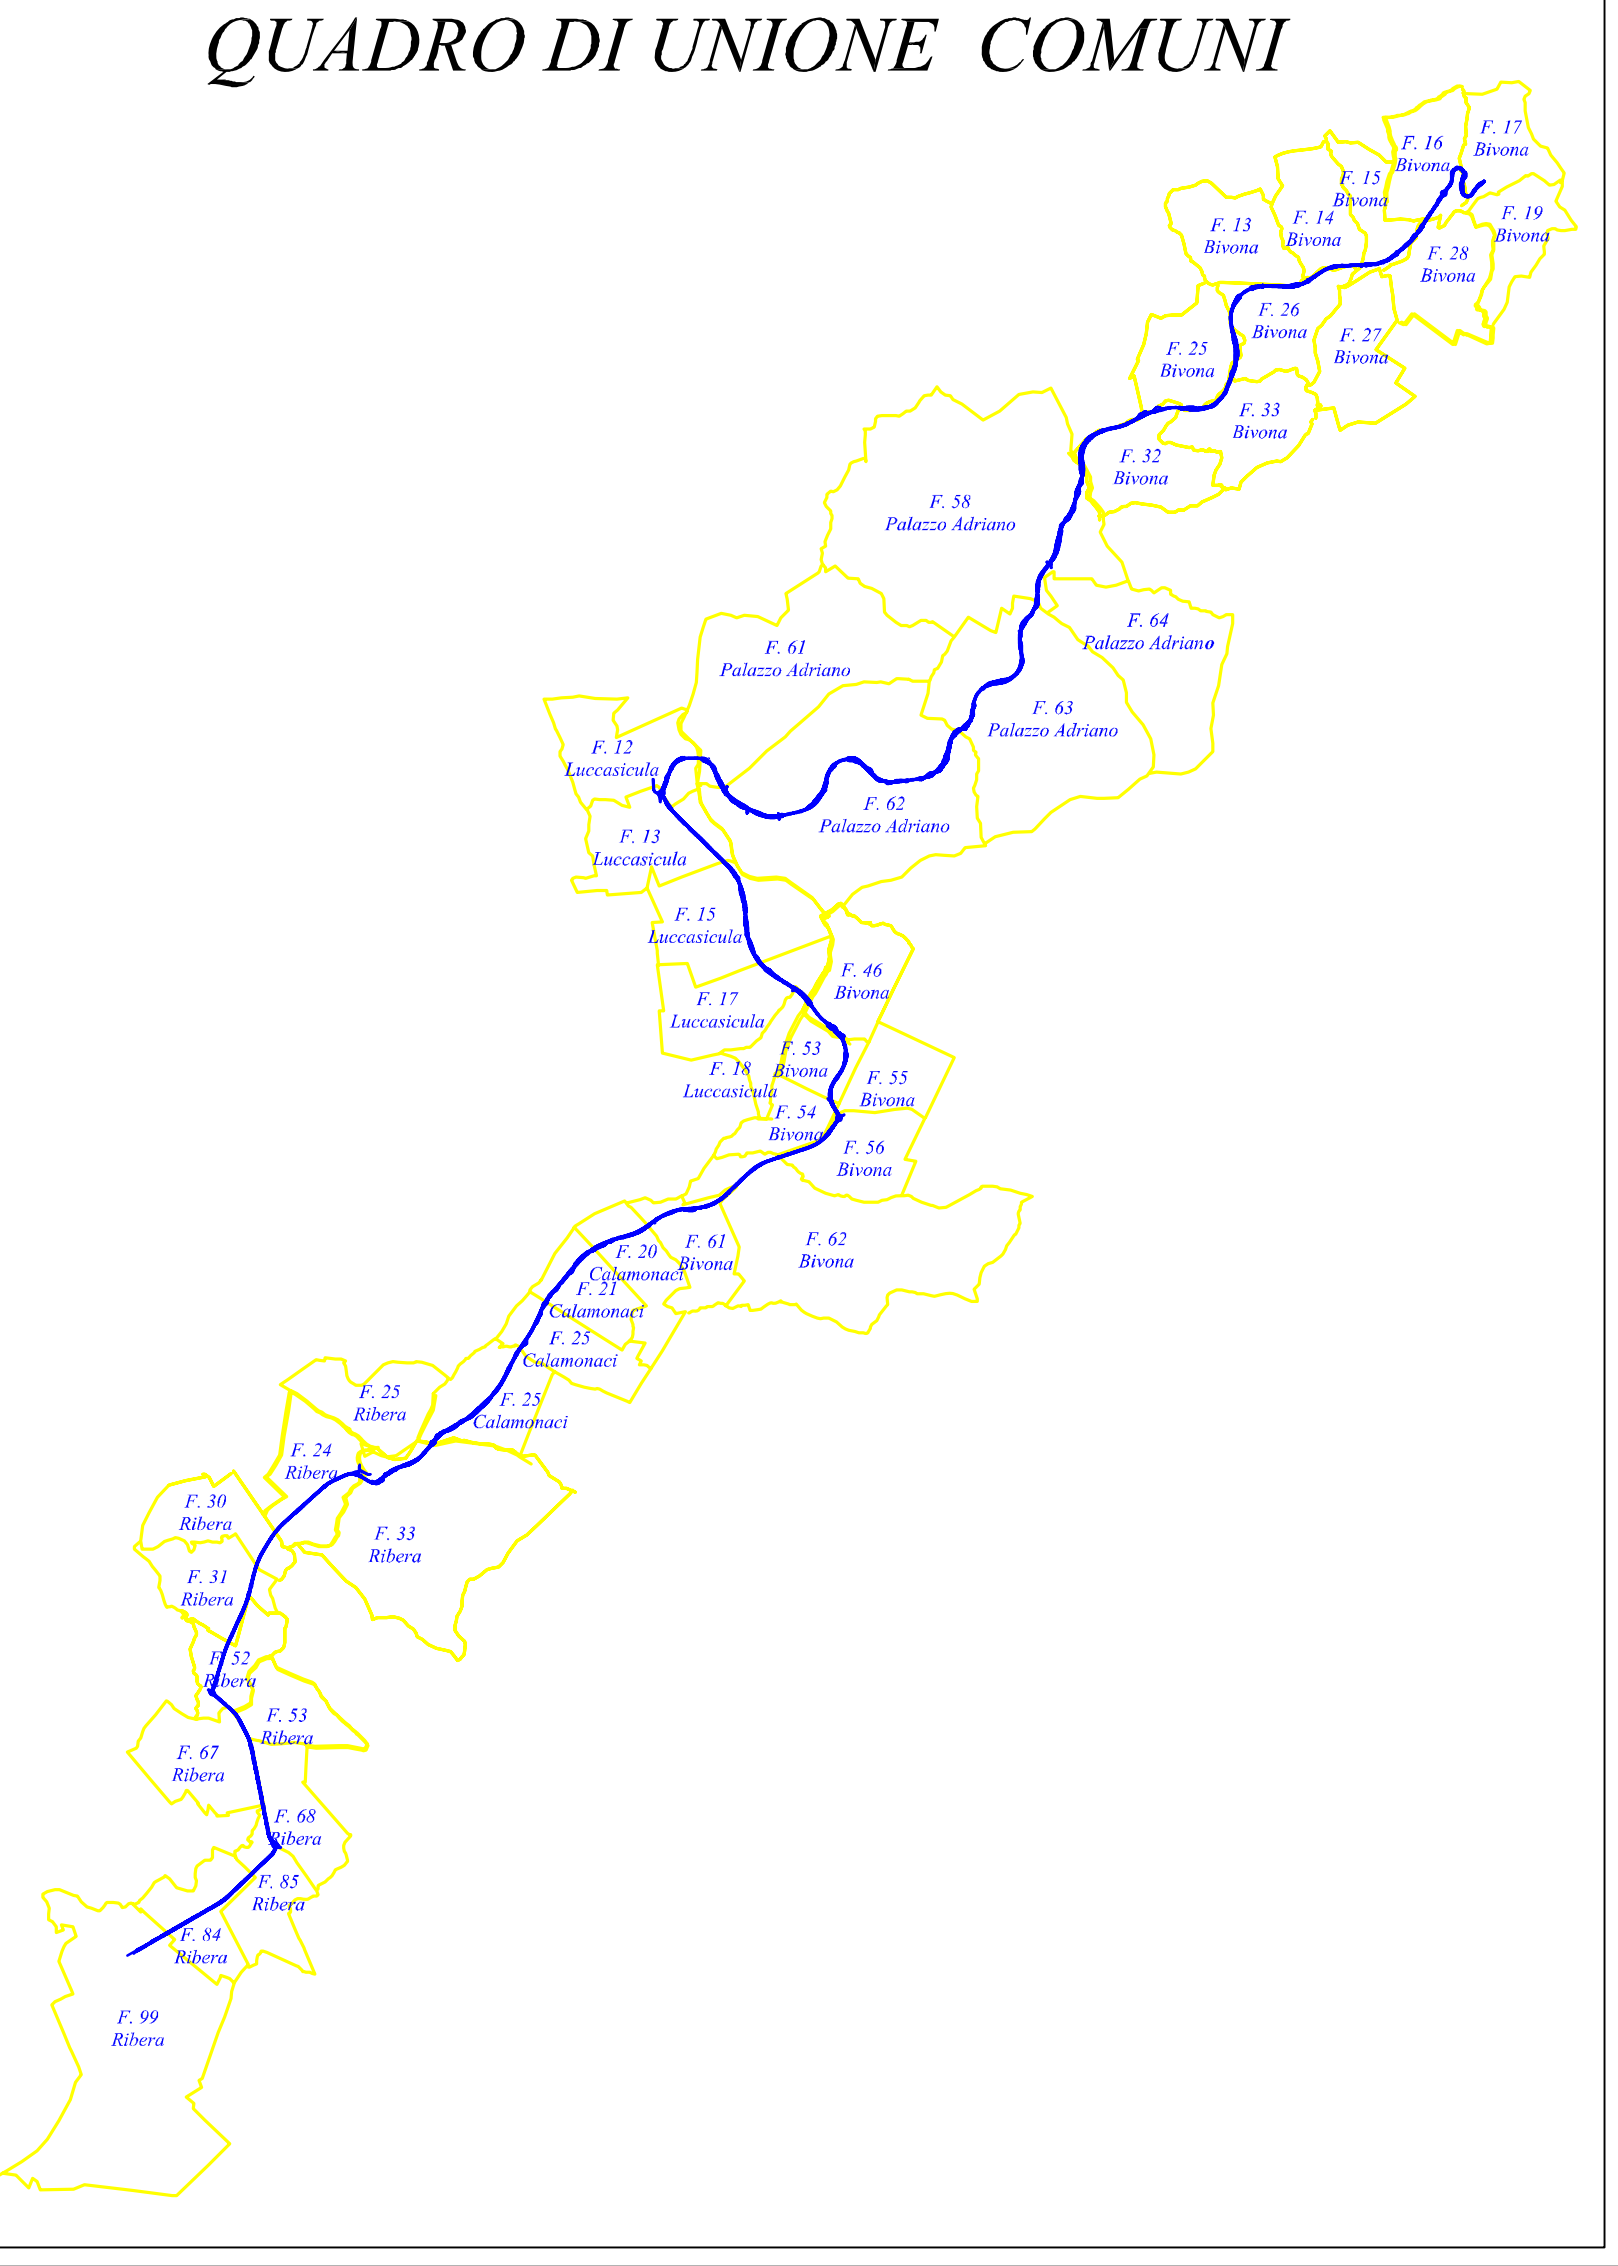 QUADRO DI UNIONE COMUNI
F. 17
Bivona
F. 16
Bivona
F. 15
Bivona
F. 14
Bivona
F. 13
Bivona
F. 19
Bivona
F. 28
Bivona
F. 26
Bivona
F. 27
Bivona
F. 25
Bivona
F. 33
Bivona
F. 32
Bivona
F. 58
Palazzo Adriano
F. 64
Palazzo Adriano
F. 61
Palazzo Adriano
F. 63
Palazzo Adriano
F. 12
Luccasicula
F. 62
Palazzo Adriano
F. 13
Luccasicula
F. 15
Luccasicula
F. 46
Bivona
F. 17
Luccasicula
F. 53
Bivona
F. 18
Luccasicula
F. 55
Bivona
F. 54
Bivona
F. 56
Bivona
F. 62
Bivona
F. 61
Bivona
F. 20
Calamonaci
F. 21
Calamonaci
F. 25
Calamonaci
F. 25
Calamonaci
F. 25
Ribera
F. 24
Ribera
F. 30
Ribera
F. 33
Ribera
F. 31
Ribera
F. 52
Ribera
F. 53
Ribera
F. 67
Ribera
F. 68
Ribera
F. 85
Ribera
F. 84
Ribera
F. 99
Ribera